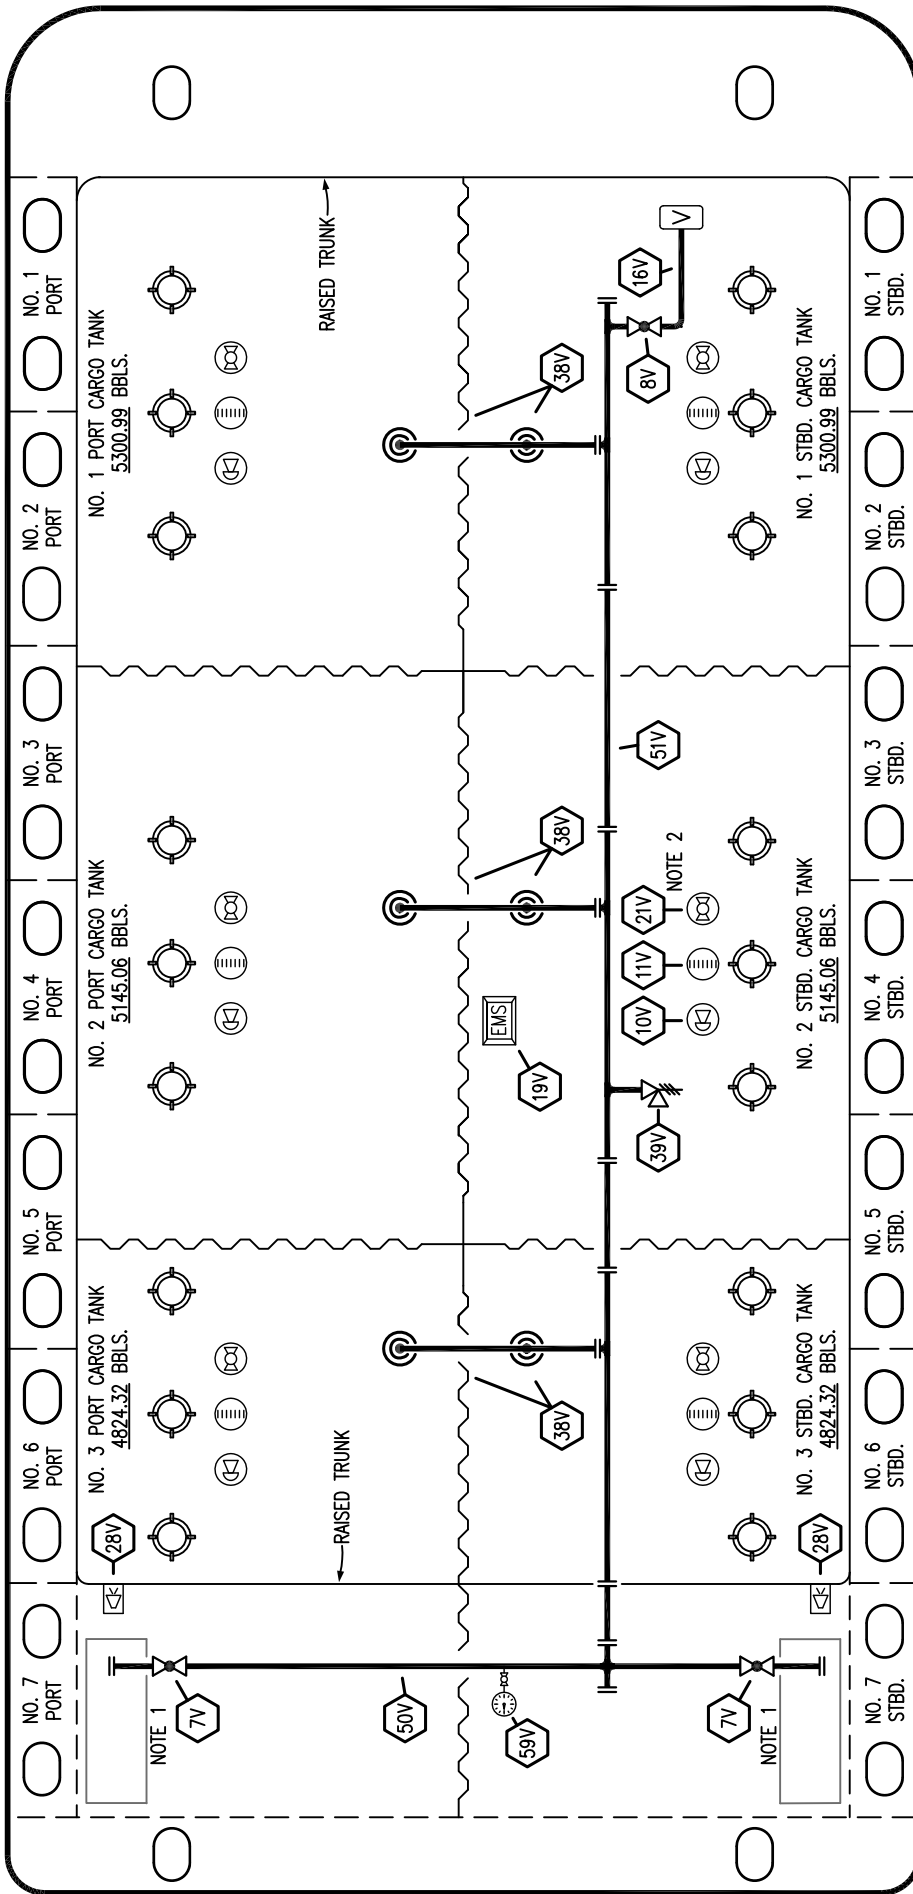 NO. 1
PORT
NO. 2
PORT
NO. 3
PORT
NO. 4
PORT
NO. 5
PORT
NO. 6
PORT
NO. 7
PORT
NO. 1 PORT CARGO TANK
5300.99 BBLS.
NO. 2 PORT CARGO TANK
5145.06 BBLS.
NO. 3 PORT CARGO TANK
4824.32 BBLS.
28V
NOTE 1
7V
RAISED TRUNK
RAISED TRUNK
50V
38V
38V
38V
EMS
19V
59V
V
16V
8V
51V
21V
NOTE 2
11V
10V
39V
7V
NOTE 1
28V
NO. 1 STBD. CARGO TANK
5300.99 BBLS.
NO. 2 STBD. CARGO TANK
5145.06 BBLS.
NO. 3 STBD. CARGO TANK
4824.32 BBLS.
NO. 1
STBD.
NO. 2
STBD.
NO. 3
STBD.
NO. 4
STBD.
NO. 5
STBD.
NO. 6
STBD.
NO. 7
STBD.